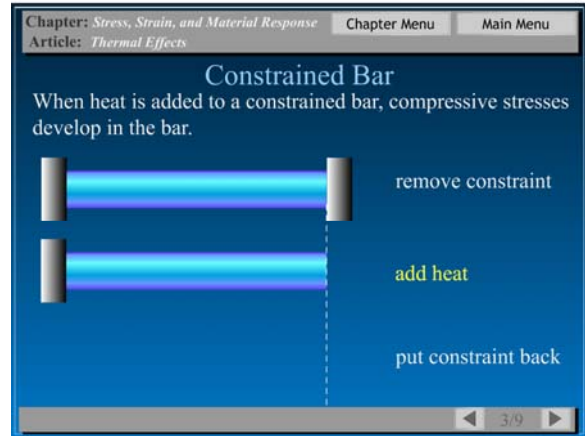 Chapter: Stress, Strain, and Material Response
Chapter Menu
Main Menu
Article: Thermal Effects
Constrained Bar
When heat is added to a constrained bar, compressive stresses
develop in the bar.
remove constraint
add heat
put constraint back
3/9